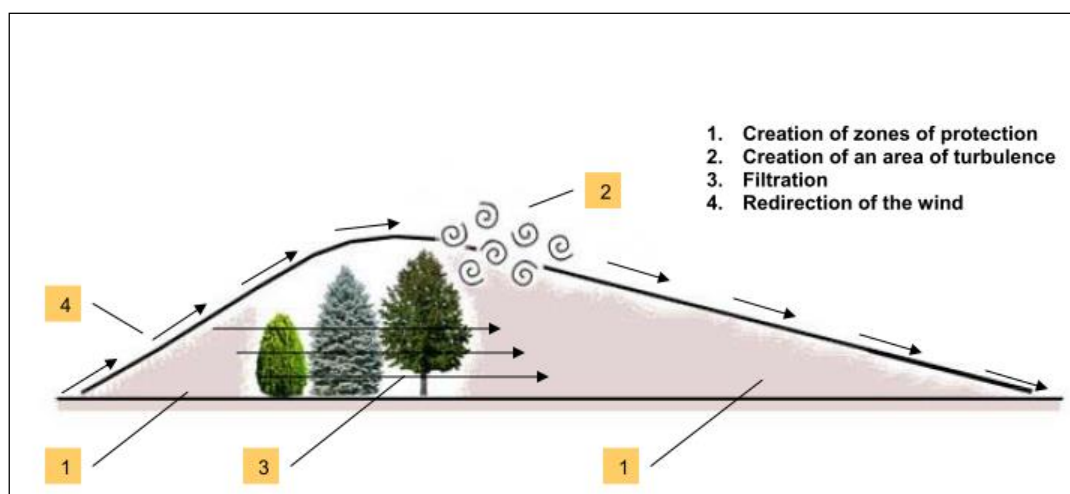 1. Creation of zones of protection
2. Creation of an area of turbulence
3. Filtration
4. Redirection of the wind
2
4
1
3
1